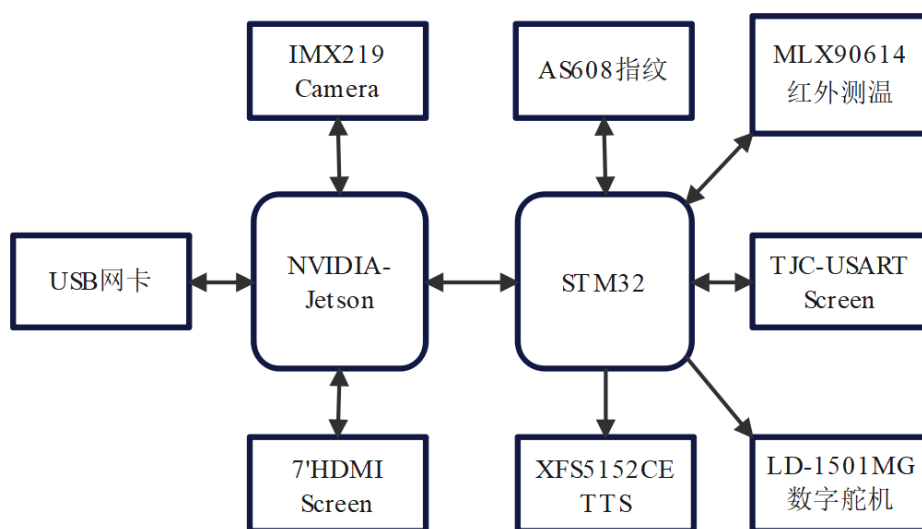 IMX219
Camera
AS608指纹
MLX90614
红外测温
USB网卡
NVIDIA-
Jetson
STM32
TJC-USART
Screen
7'HDMI
Screen
XFS5152CE
TTS
LD-1501MG
数字舵机